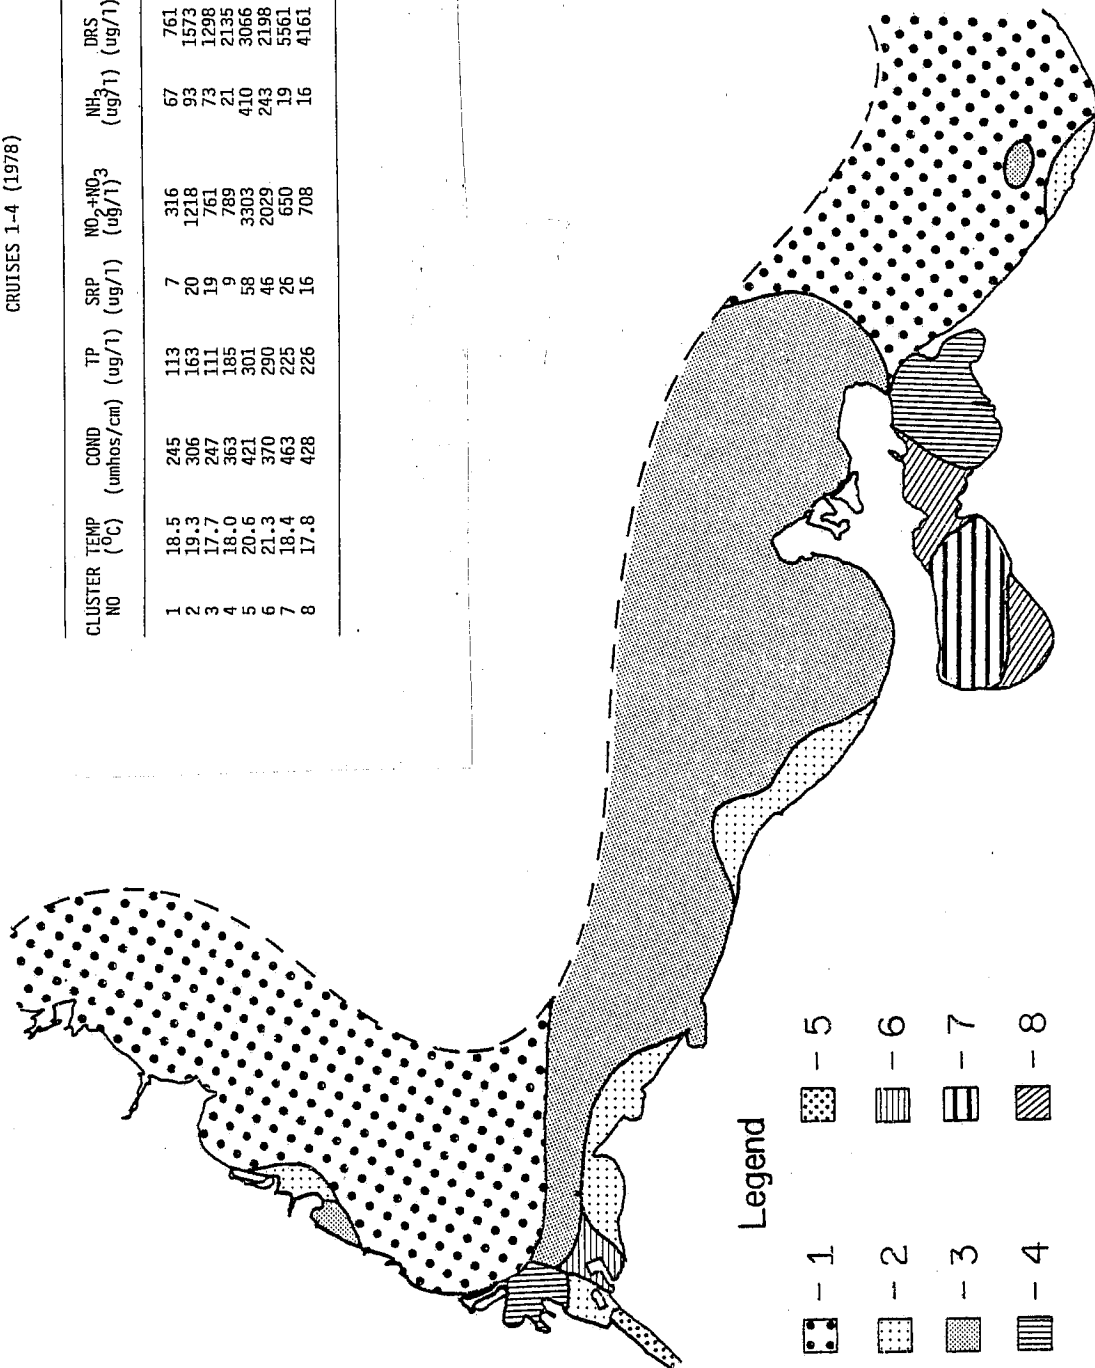 CRUISES 1-4 (1978)
CLUSTER TEMP COND TP SRP NO2+NO3 NH3 DRS
NO (°C) (umhos/cm) (ug/l) (ug/l) (ug/l) (ug/l) (ug/l)
1 18.5 245 113 7 316 67 761
2 19.3 306 163 20 1218 93 1573
3 17.7 247 111 19 761 73 1298
4 18.0 363 185 9 789 21 2135
5 20.6 421 301 58 3303 410 3066
6 21.3 370 290 46 2029 243 2198
7 18.4 463 225 26 650 19 5561
8 17.8 428 226 16 708 16 4161
Legend
- 1 - 5
- 2 - 6
- 3 - 7
- 4 - 8